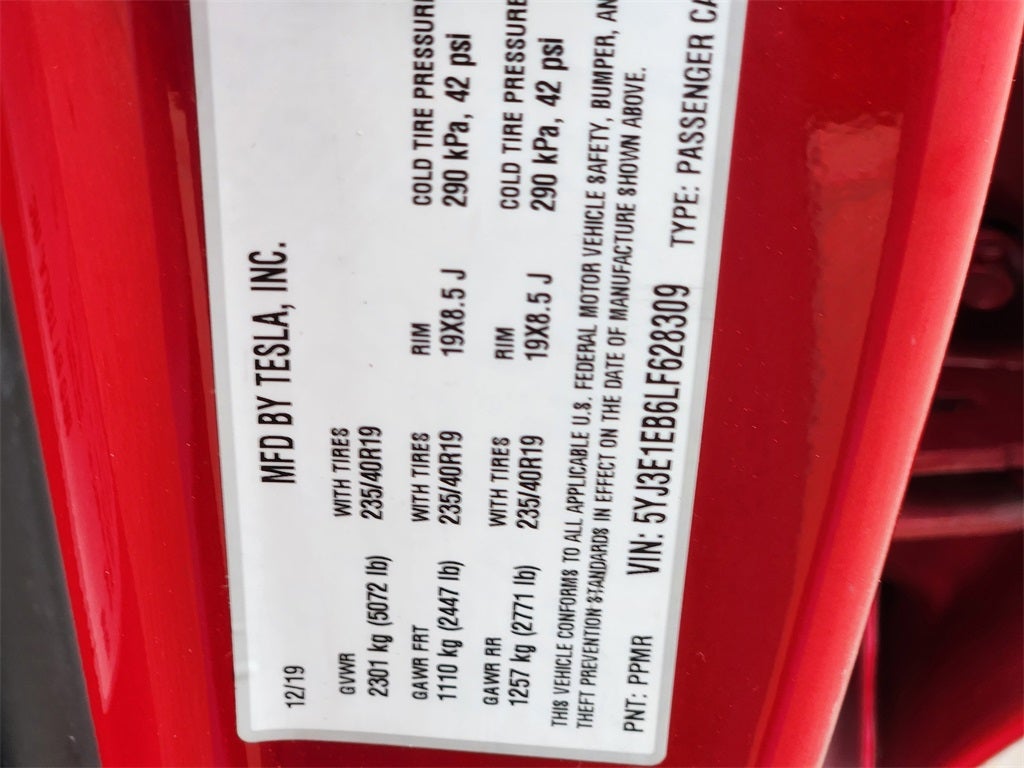 MFD BY TESLA, INC.
12/19
GVWR WITH TIRES
2301 kg (5072 lb) 235/40R19
GAWR FRT WITH TIRES RIM COLD TIRE PRESSURE
1110 kg (2447 lb) 235/40R19 19X8.5 J 290 kPa, 42 psi
GAWR RR WITH TIRES RIM COLD TIRE PRESSURE
1257 kg (2771 lb) 235/40R19 19X8.5 J 290 kPa, 42 psi
THIS VEHICLE CONFORMS TO ALL APPLICABLE U.S. FEDERAL MOTOR VEHICLE SAFETY, BUMPER, AN
THEFT PREVENTION STANDARDS IN EFFECT ON THE DATE OF MANUFACTURE SHOWN ABOVE.
PNT: PPMR VIN: 5YJ3E1EB6LF628309 TYPE: PASSENGER CA